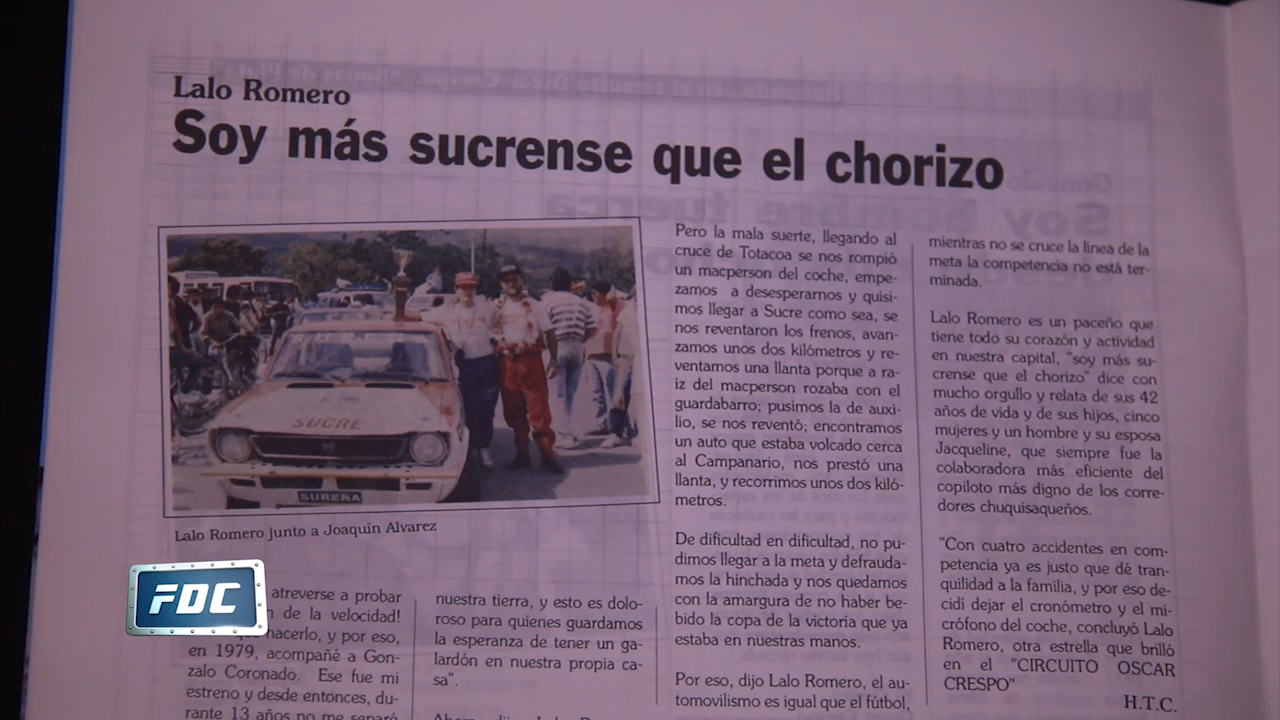 Lalo Romero
Soy más sucrense que el chorizo
SUCRE
SUREÑA
Lalo Romero junto a Joaquín Alvarez
FDC
atreverse a probar
n de la velocidad!
hacerlo, y por eso,
en 1979, acompañé a Gon-
zalo Coronado. Ese fue mi
estreno y desde entonces, du-
rante 13 años no me separó
nuestra tierra, y esto es dolo-
roso para quienes guardamos
la esperanza de tener un ga-
lardón en nuestra propia ca-
sa".
Pero la mala suerte, llegando al
cruce de Totacoa se nos rompió
un macperson del coche, empe-
zamos a desesperarnos y quisi-
mos llegar a Sucre como sea, se
nos reventaron los frenos, avan-
zamos unos dos kilómetros y re-
ventamos una llanta porque a ra-
íz del macperson rozaba con el
guardabarro; pusimos la de auxi-
lio, se nos reventó; encontramos
un auto que estaba volcado cerca
al Campanario, nos prestó una
llanta, y recorrimos unos dos kiló-
metros.
De dificultad en dificultad, no pu-
dimos llegar a la meta y defrauda-
mos la hinchada y nos quedamos
con la amargura de no haber be-
bido la copa de la victoria que ya
estaba en nuestras manos.
Por eso, dijo Lalo Romero, el au-
tomovilismo es igual que el fútbol,
mientras no se cruce la línea de la
meta la competencia no está ter-
minada.
Lalo Romero es un paceño que
tiene todo su corazón y actividad
en nuestra capital, "soy más su-
crense que el chorizo" dice con
mucho orgullo y relata de sus 42
años de vida y de sus hijos, cinco
mujeres y un hombre y su esposa
Jacqueline, que siempre fue la
colaboradora más eficiente del
copiloto más digno de los corre-
dores chuquisaqueños.
"Con cuatro accidentes en com-
petencia ya es justo que dé tran-
quilidad a la familia, y por eso de-
cidí dejar el cronómetro y el mi-
crófono del coche, concluyó Lalo
Romero, otra estrella que brilló
en el "CIRCUITO OSCAR
CRESPO"
H.T.C.